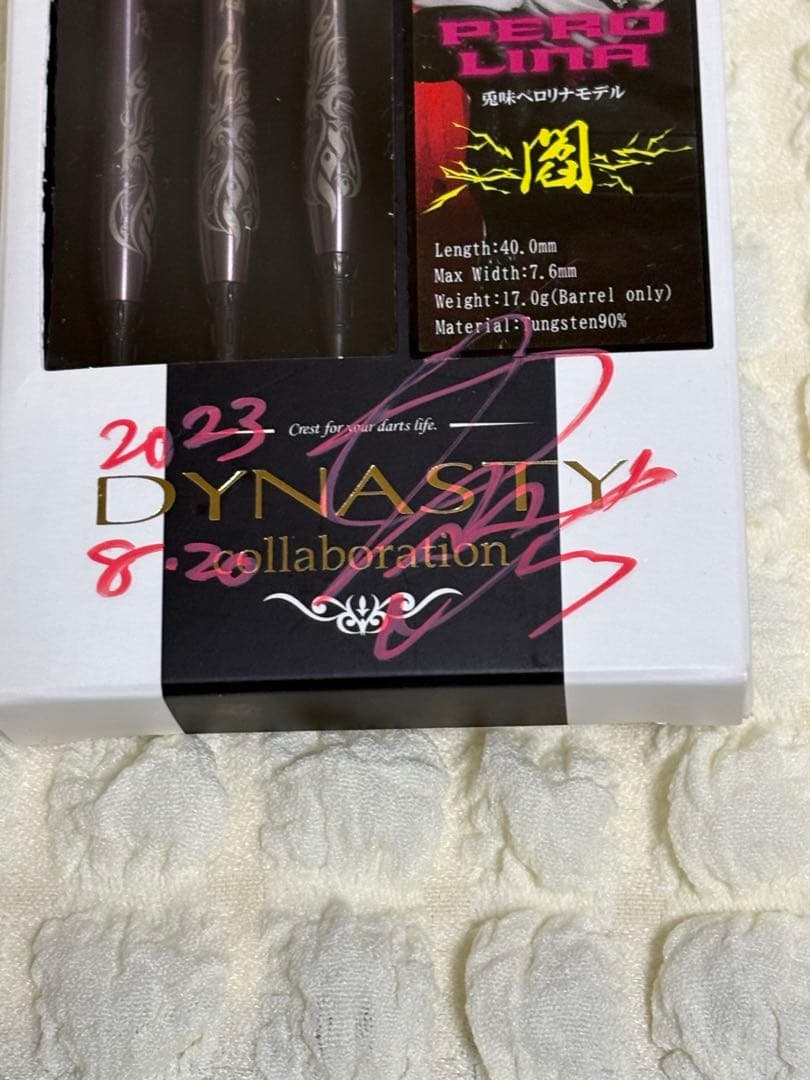 PERO
LINA
兎味ペロリナモデル
閻
Length:40.0mm
Max Width:7.6mm
Weight:17.0g(Barrel only)
Material:Tungsten90%
2023
Crest for your darts life.
DYNASTY
8.20
collaboration